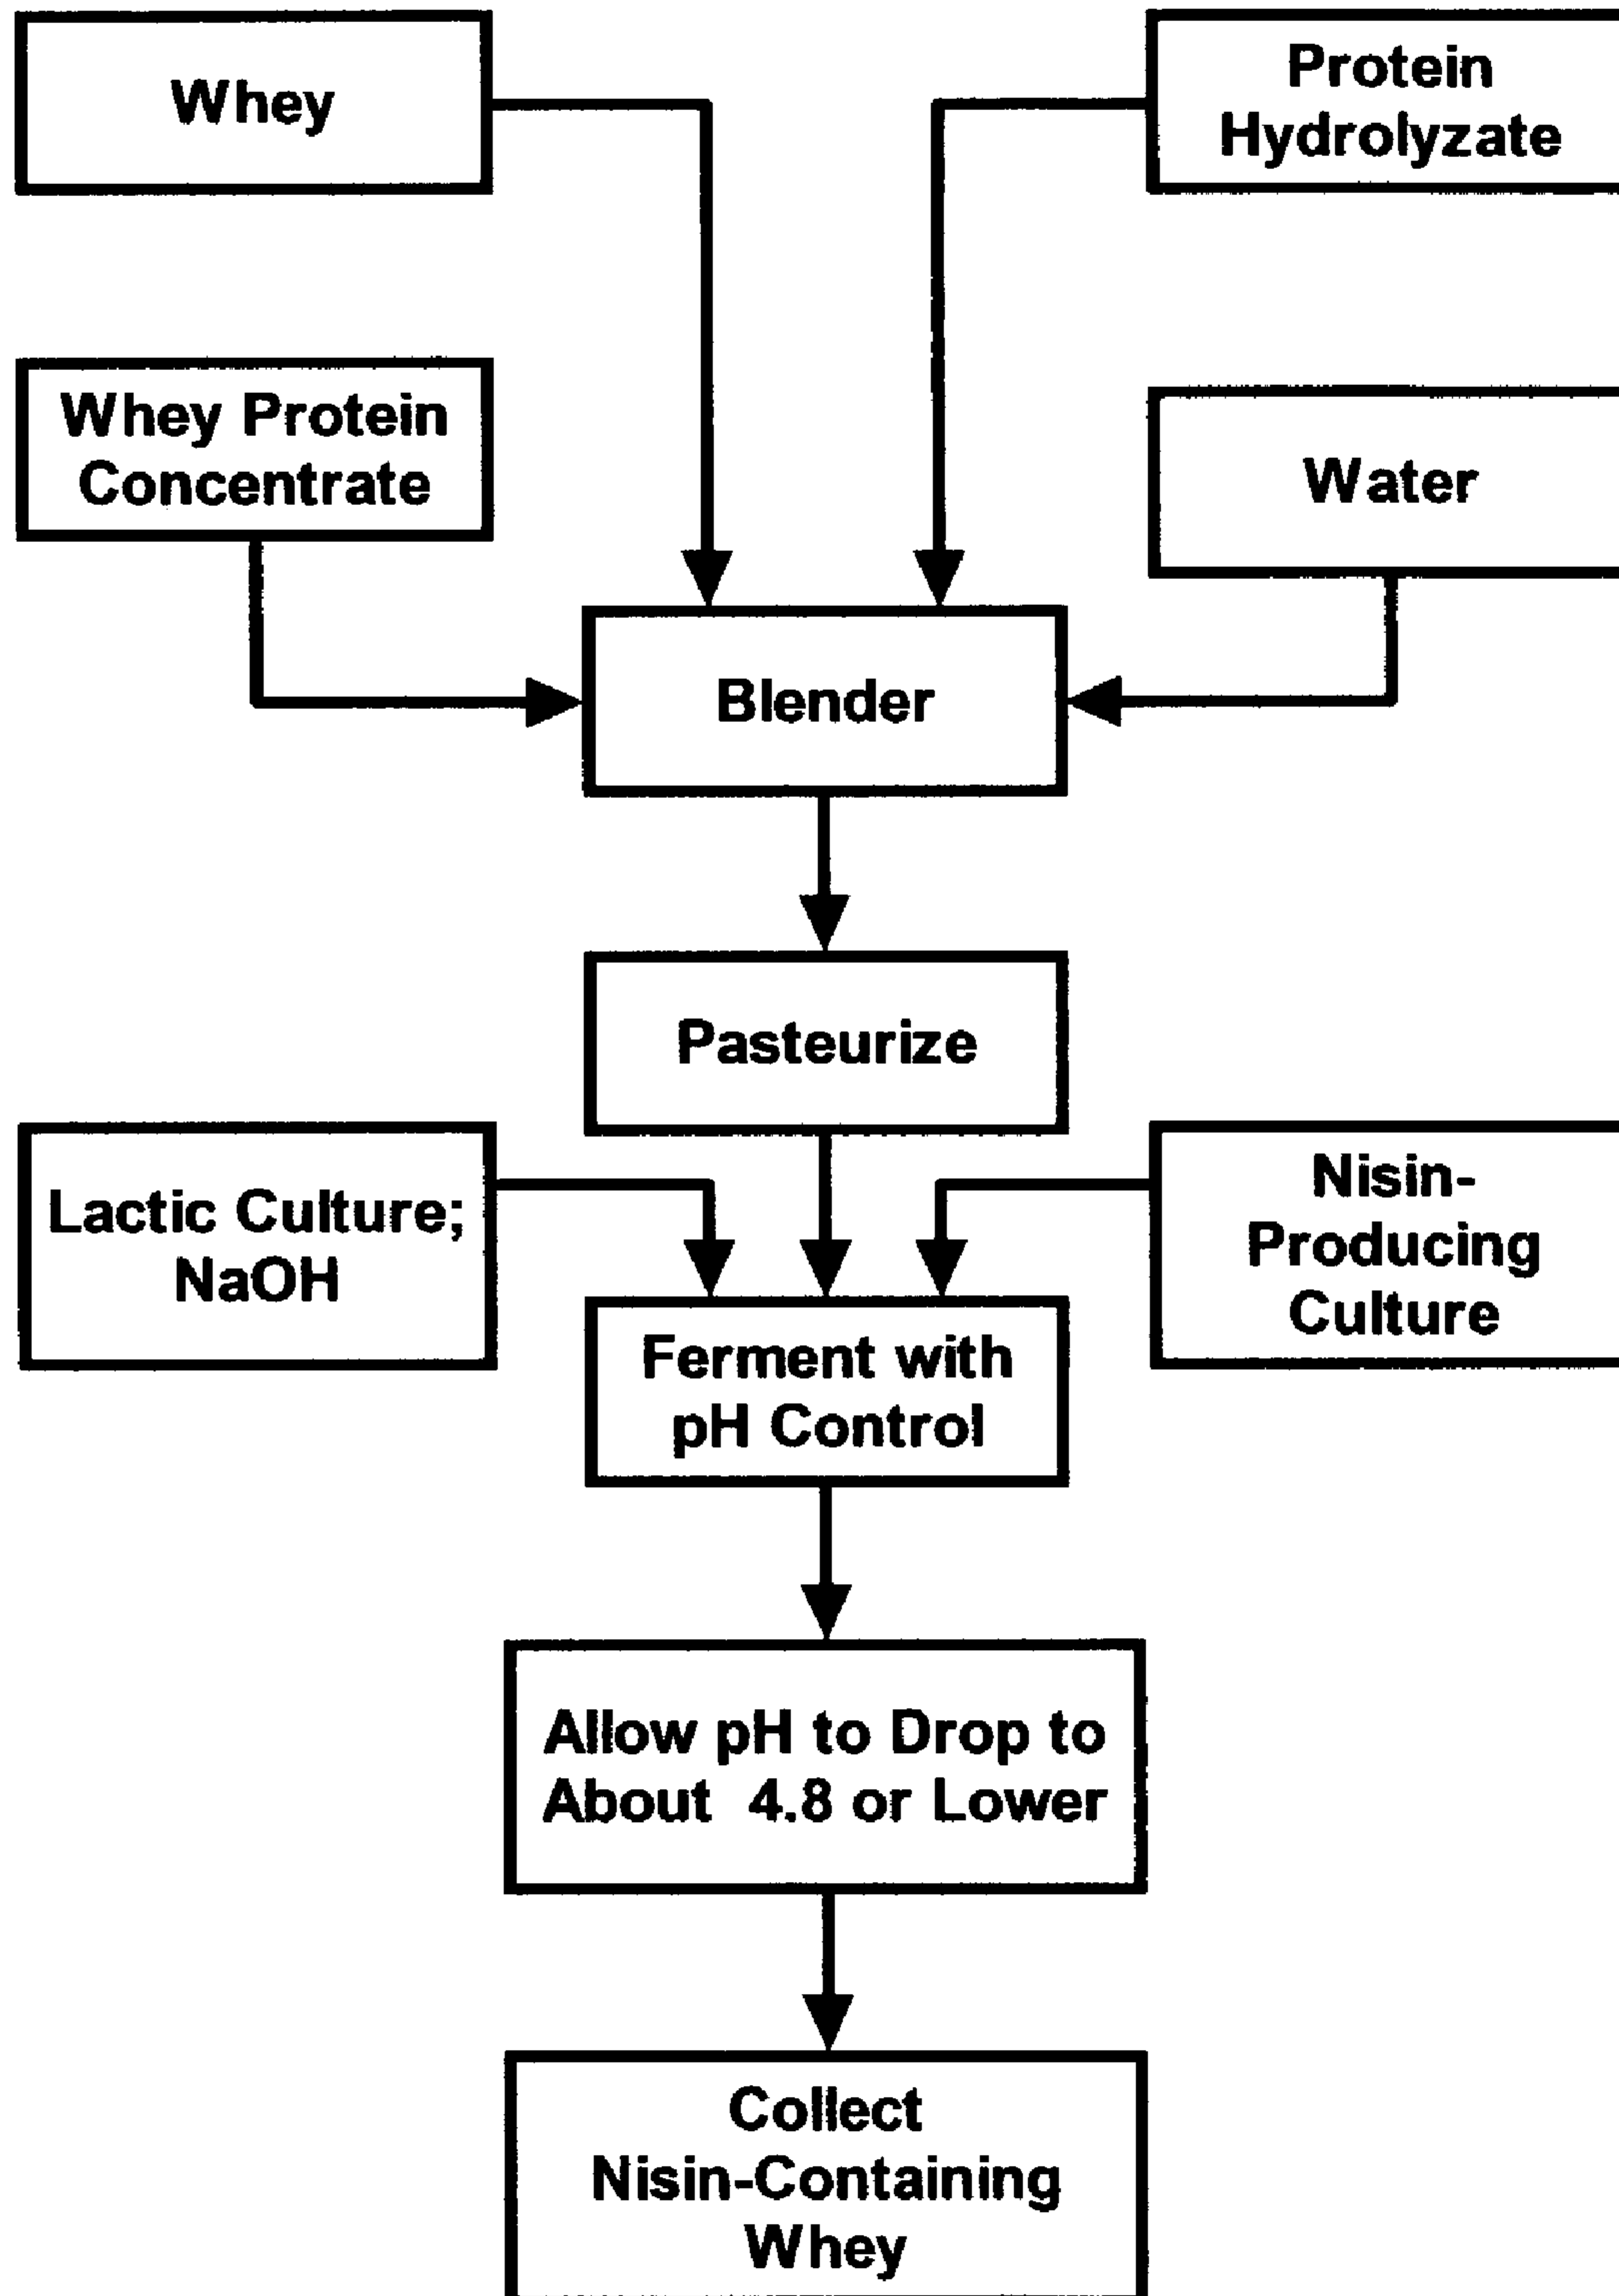 Whey
Protein
Hydrolyzate
Whey Protein
Concentrate
Water
Blender
Pasteurize
Lactic Culture;
NaOH
Nisin-
Producing
Culture
Ferment with
pH Control
Allow pH to Drop to
About 4.8 or Lower
Collect
Nisin-Containing
Whey